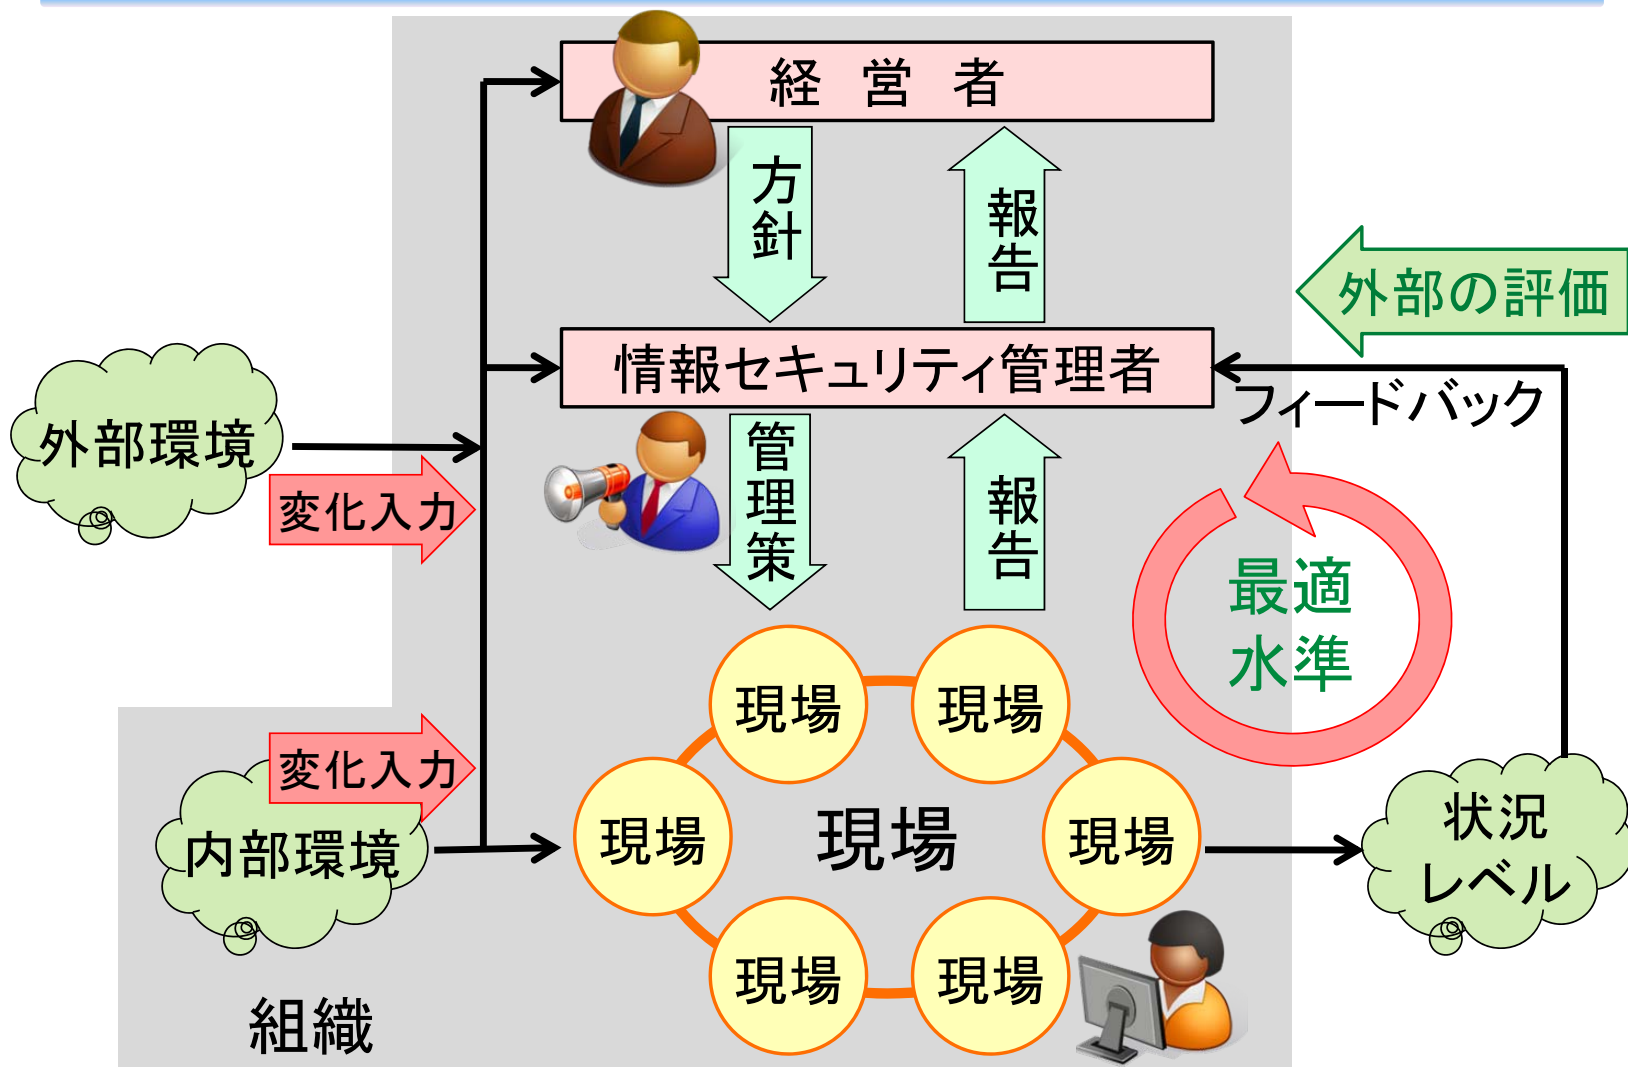 経 営 者
方針
報告
外部の評価
情報セキュリティ管理者
フィードバック
外部環境
変化入力
管理策
報告
最適
水準
現場
現場
変化入力
内部環境
現場
現場
現場
状況
レベル
現場
現場
組織